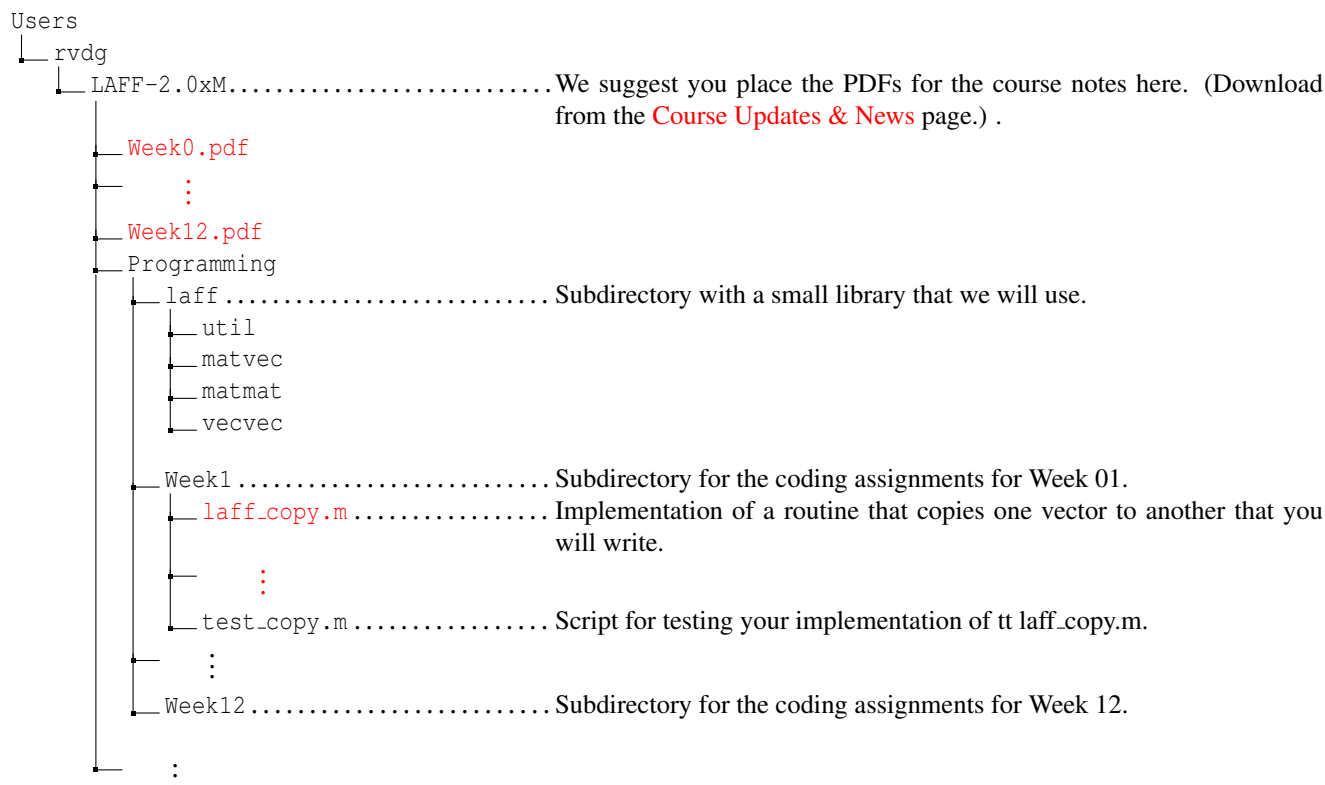 Users
rvdg
LAFF-2.0xM............................We suggest you place the PDFs for the course notes here. (Download
from the Course Updates & News page.) .
Week0.pdf
⋮
Week12.pdf
Programming
laff............................Subdirectory with a small library that we will use.
util
matvec
matmat
vecvec
Week1...........................Subdirectory for the coding assignments for Week 01.
laff_copy.m.................Implementation of a routine that copies one vector to another that you
will write.
⋮
test_copy.m.................Script for testing your implementation of tt laff_copy.m.
⋮
Week12..........................Subdirectory for the coding assignments for Week 12.
: